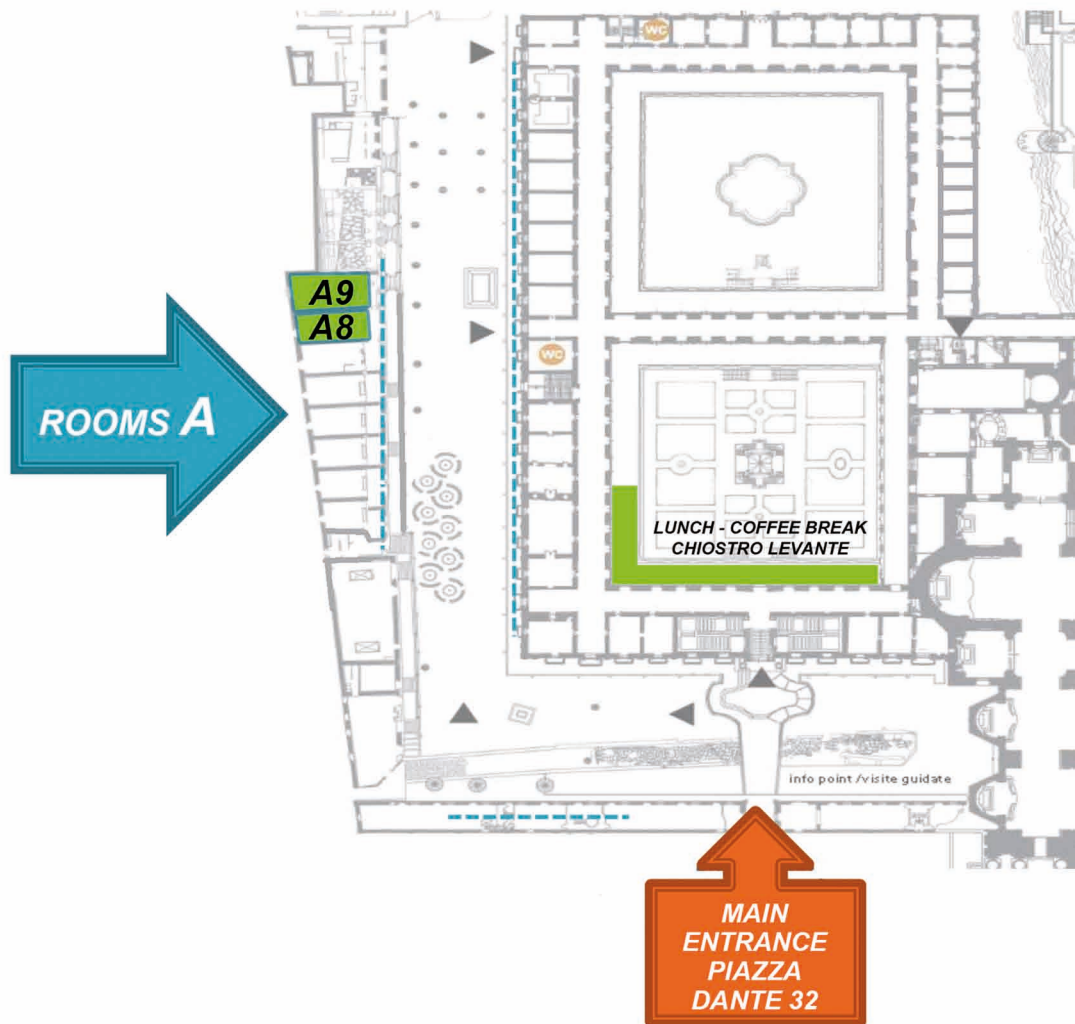 WC
A9
A8
ROOMS A
WC
LUNCH - COFFEE BREAK
CHIOSTRO LEVANTE
info point /visite guidate
MAIN
ENTRANCE
PIAZZA
DANTE 32